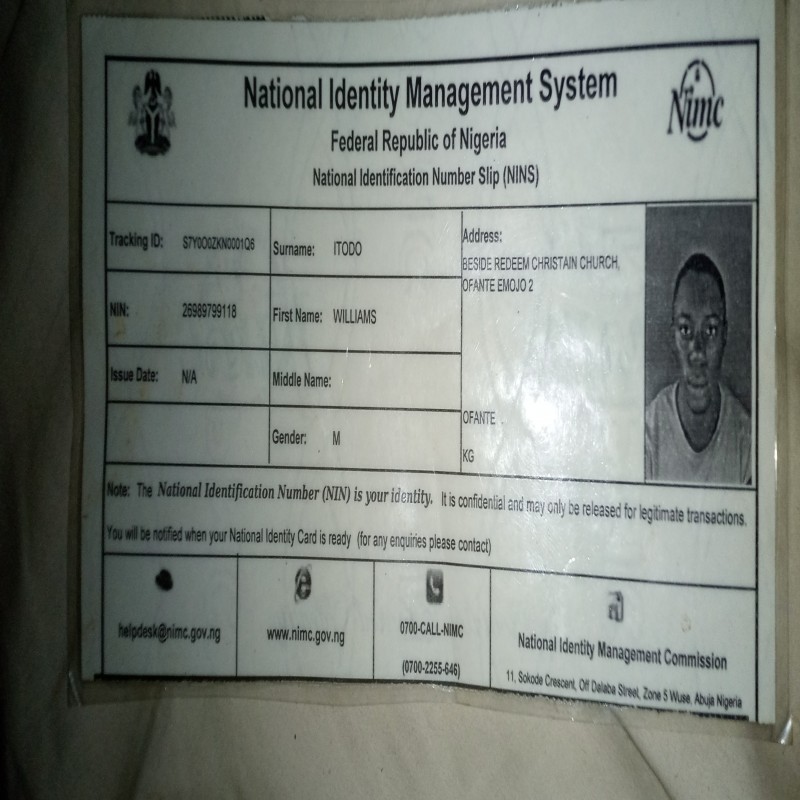 National Identity Management System
Federal Republic of Nigeria
National Identification Number Slip (NINS)
Nimc
Tracking ID: S7Y0O0ZKN0001Q6
Surname: ITODO
Address:
BESIDE REDEEM CHRISTAIN CHURCH,
OFANTE EMOJO 2
NIN: 26989799118
First Name: WILLIAMS
Issue Date: N/A
Middle Name:
Gender: M
OFANTE
KG
Note: The National Identification Number (NIN) is your identity. It is confidential and may only be released for legitimate transactions.
You will be notified when your National Identity Card is ready (for any enquiries please contact)
helpdesk@nimc.gov.ng
www.nimc.gov.ng
0700-CALL-NIMC
(0700-2255-646)
National Identity Management Commission
11, Sokode Crescent, Off Dalaba Street, Zone 5 Wuse, Abuja Nigeria